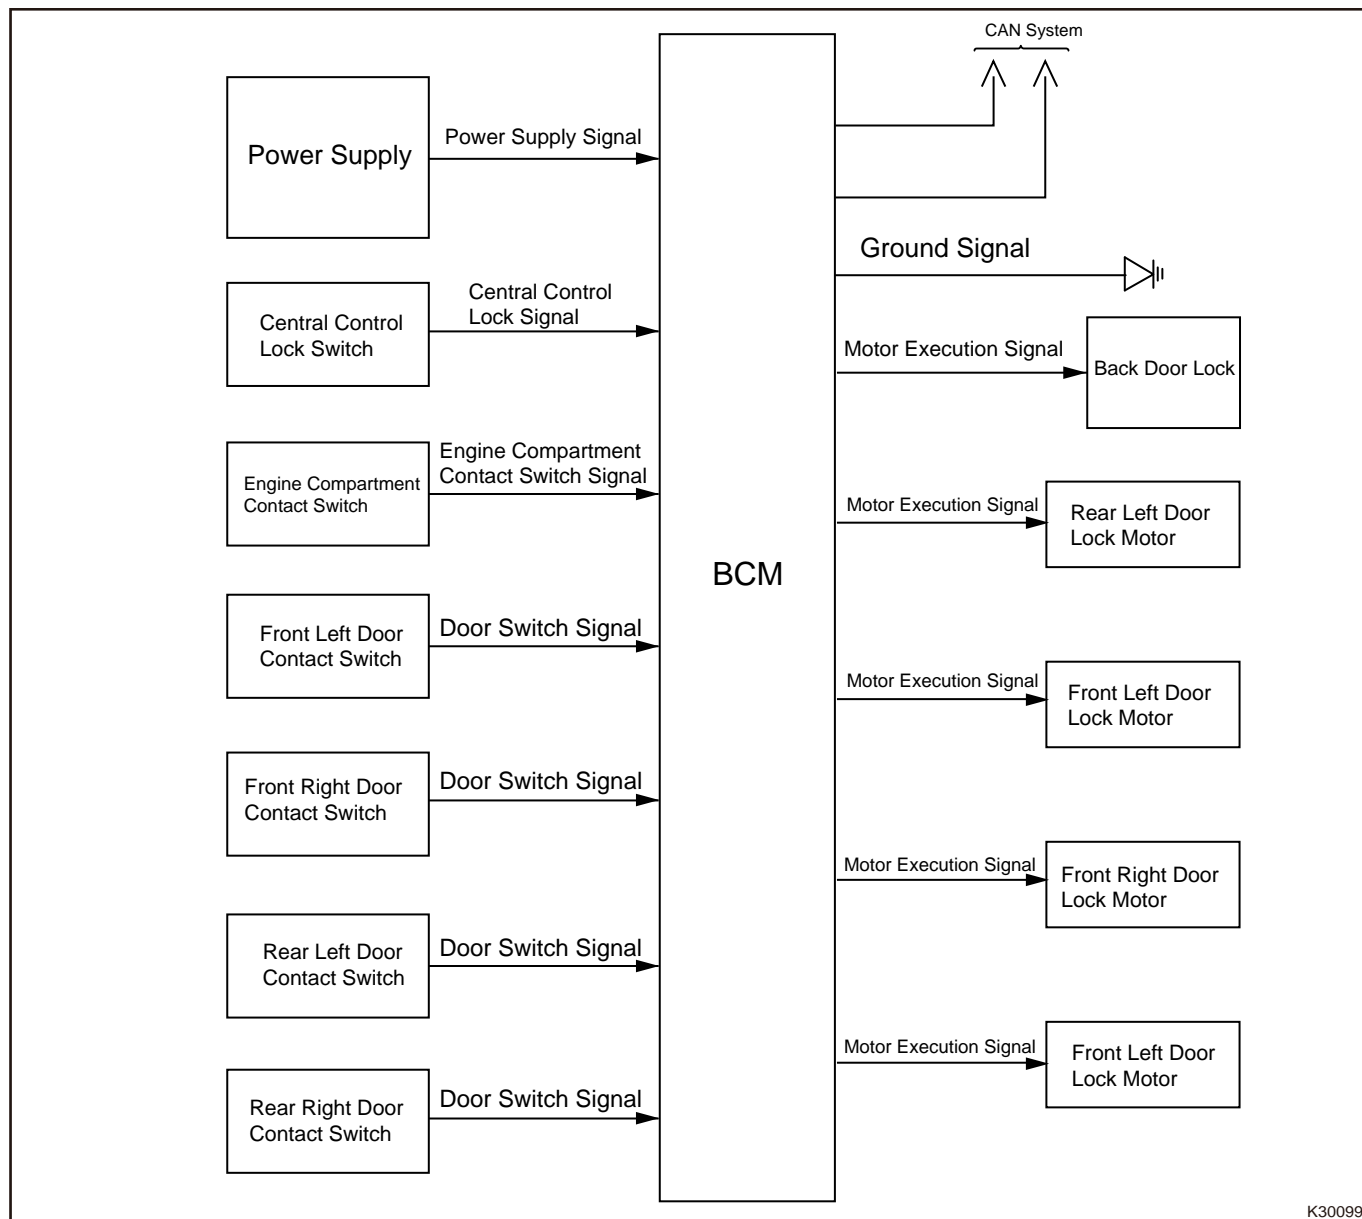 CAN System
Power Supply
Power Supply Signal
Ground Signal
Central Control
Lock Switch
Central Control
Lock Signal
Motor Execution Signal
Back Door Lock
Engine Compartment
Contact Switch
Engine Compartment
Contact Switch Signal
Motor Execution Signal
Rear Left Door
Lock Motor
BCM
Front Left Door
Contact Switch
Door Switch Signal
Motor Execution Signal
Front Left Door
Lock Motor
Front Right Door
Contact Switch
Door Switch Signal
Motor Execution Signal
Front Right Door
Lock Motor
Rear Left Door
Contact Switch
Door Switch Signal
Motor Execution Signal
Front Left Door
Lock Motor
Rear Right Door
Contact Switch
Door Switch Signal
K30099